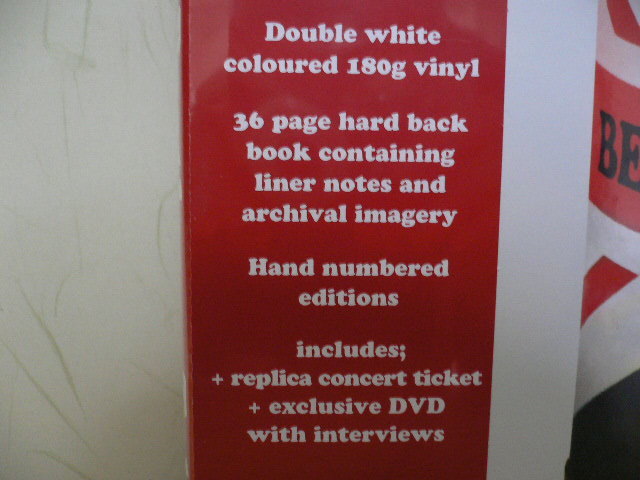 Double white
coloured 180g vinyl
36 page hard back
book containing
liner notes and
archival imagery
Hand numbered
editions
includes;
+ replica concert ticket
+ exclusive DVD
with interviews
BE